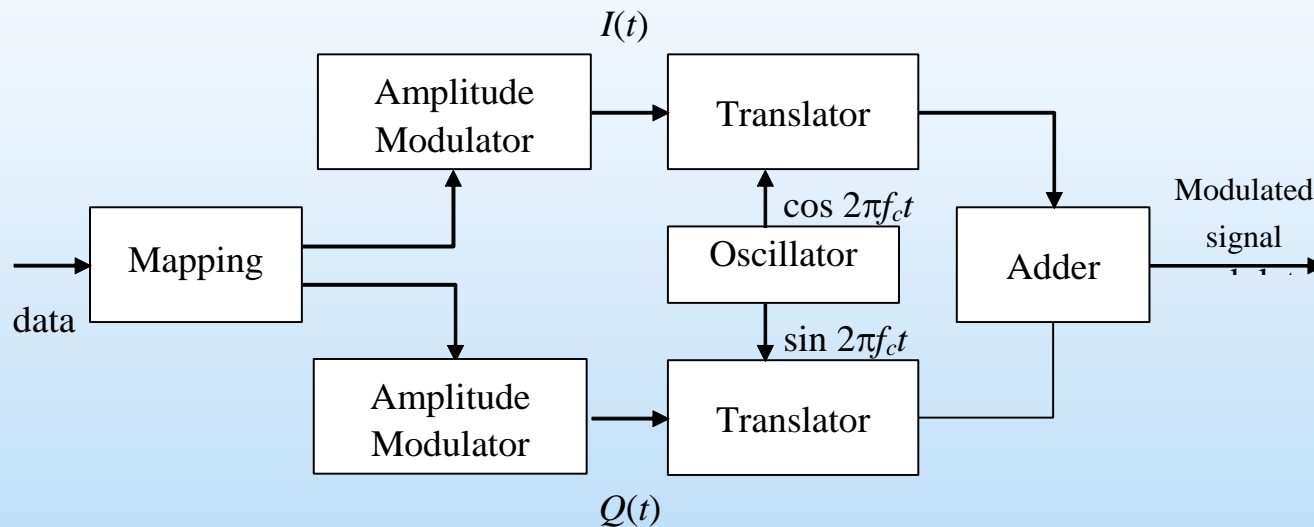 I(t)
Amplitude
Modulator
Translator
cos 2πfct
Modulated
signal
Mapping
Oscillator
Adder
data
sin 2πfct
Amplitude
Modulator
Translator
Q(t)